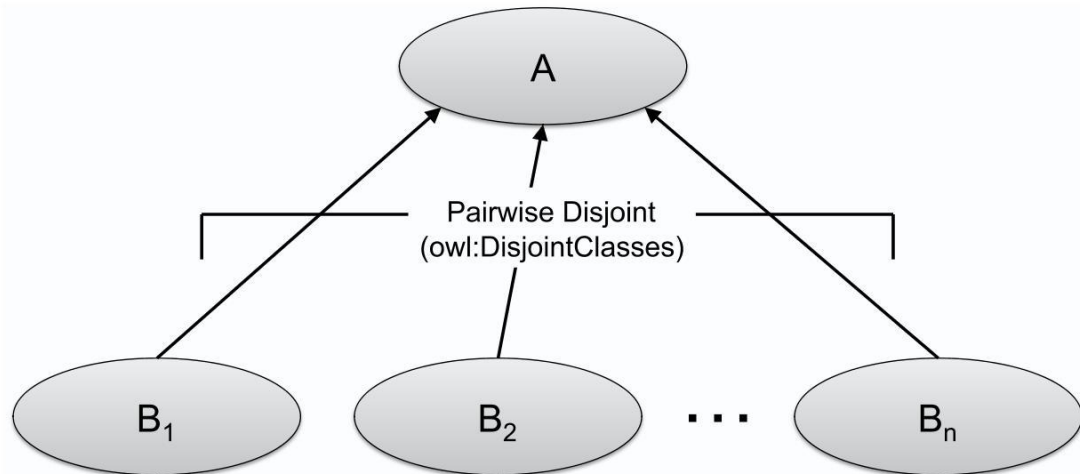 A
Pairwise Disjoint
(owl:DisjointClasses)
B₁ B₂ ... Bₙ